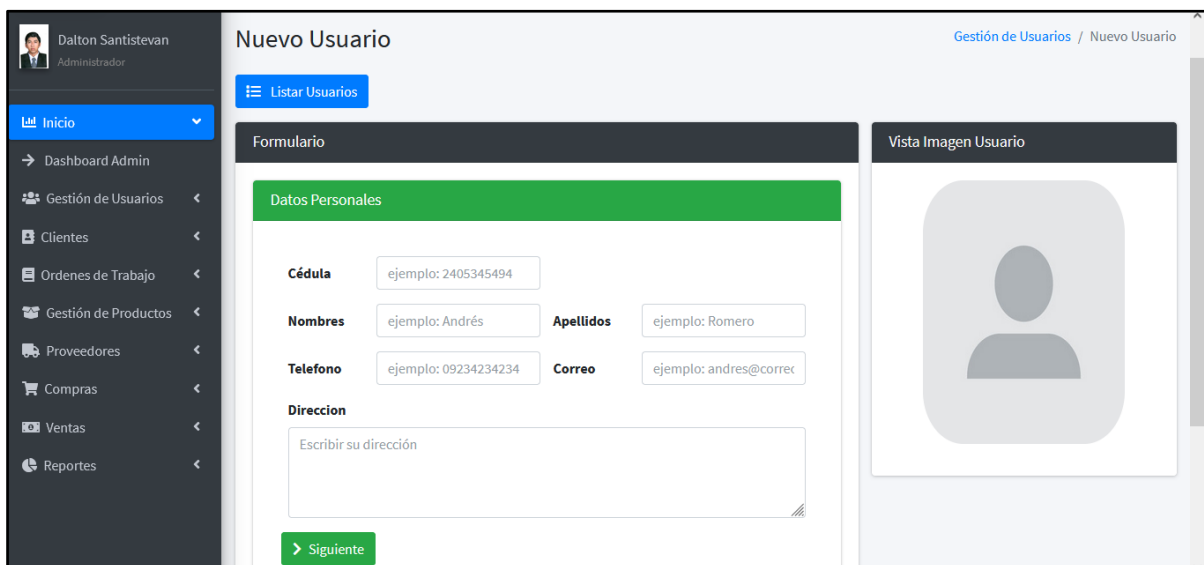 Dalton Santistevan
Administrador
Inicio
Dashboard Admin
Gestión de Usuarios
Clientes
Ordenes de Trabajo
Gestión de Productos
Proveedores
Compras
Ventas
Reportes
Nuevo Usuario
Gestión de Usuarios / Nuevo Usuario
Listar Usuarios
Formulario
Datos Personales
Cédula ejemplo: 2405345494
Nombres ejemplo: Andrés Apellidos ejemplo: Romero
Telefono ejemplo: 09234234234 Correo ejemplo: andres@correo
Direccion
Escribir su dirección
Siguiente
Vista Imagen Usuario